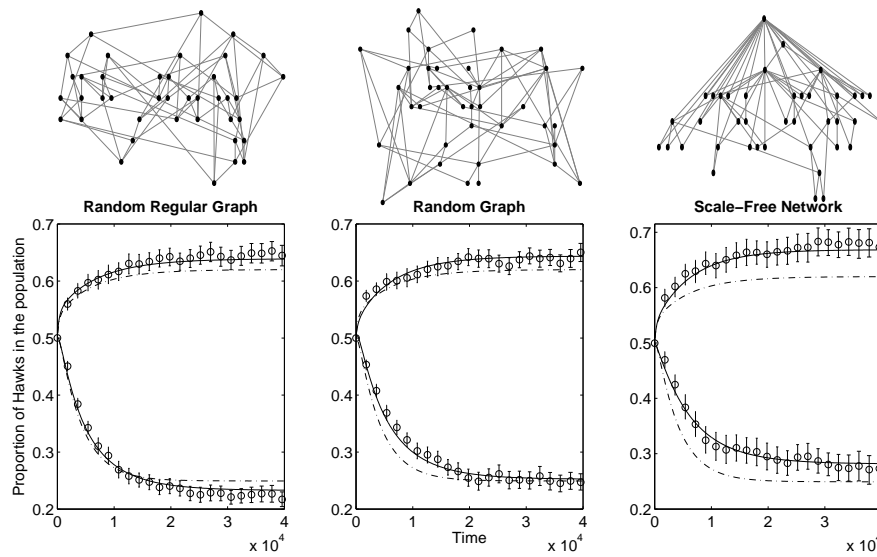 Random Regular Graph
Random Graph
Scale−Free Network
Proportion of Hawks in the population
0.7
0.6
0.5
0.4
0.3
0.2
0 1 2 3 4
x 10^4
0.7
0.6
0.5
0.4
0.3
0.2
0 1 2 3 4
Time
x 10^4
0.7
0.6
0.5
0.4
0.3
0.2
0 1 2 3
x 10